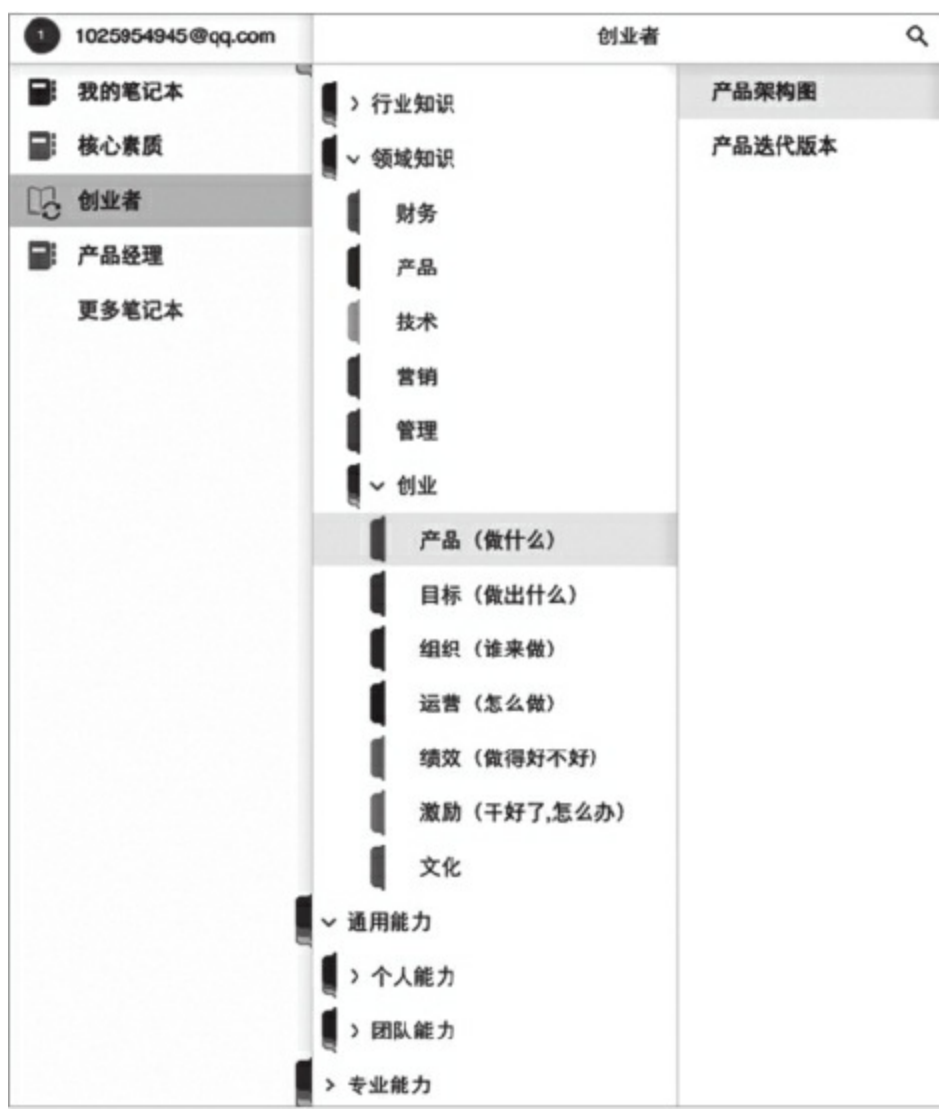 1 1025954945@qq.com
创业者
我的笔记本
核心素质
创业者
产品经理
更多笔记本
行业知识
领域知识
财务
产品
技术
营销
管理
创业
产品（做什么）
目标（做出什么）
组织（谁来做）
运营（怎么做）
绩效（做得好不好）
激励（干好了,怎么办）
文化
通用能力
个人能力
团队能力
专业能力
产品架构图
产品迭代版本